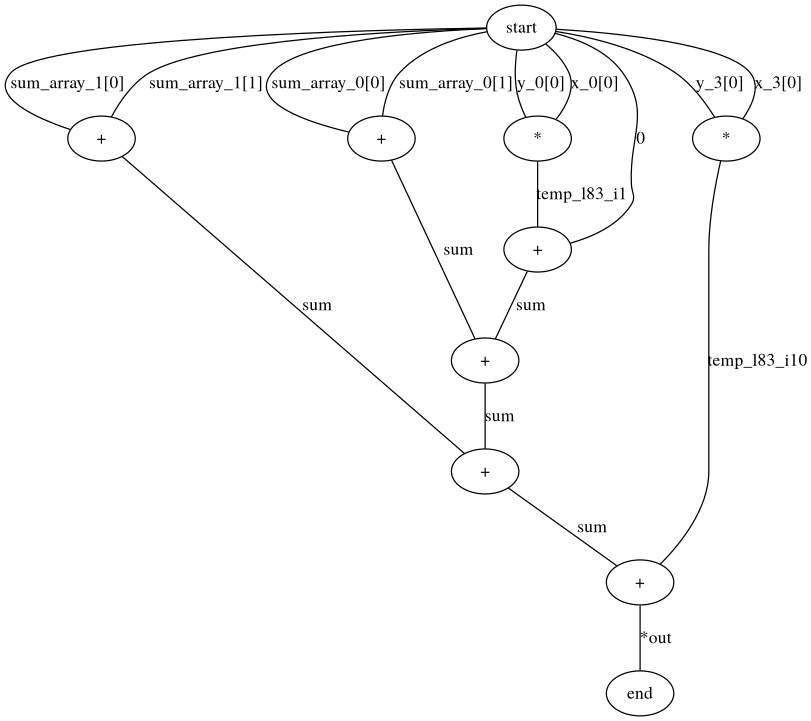 start
sum_array_1[0]
sum_array_1[1]
sum_array_0[0]
sum_array_0[1]
y_0[0]
x_0[0]
y_3[0]
x_3[0]
+
+
*
0
*
temp_l83_i1
sum
+
sum
sum
+
temp_l83_i10
sum
+
sum
+
*out
end